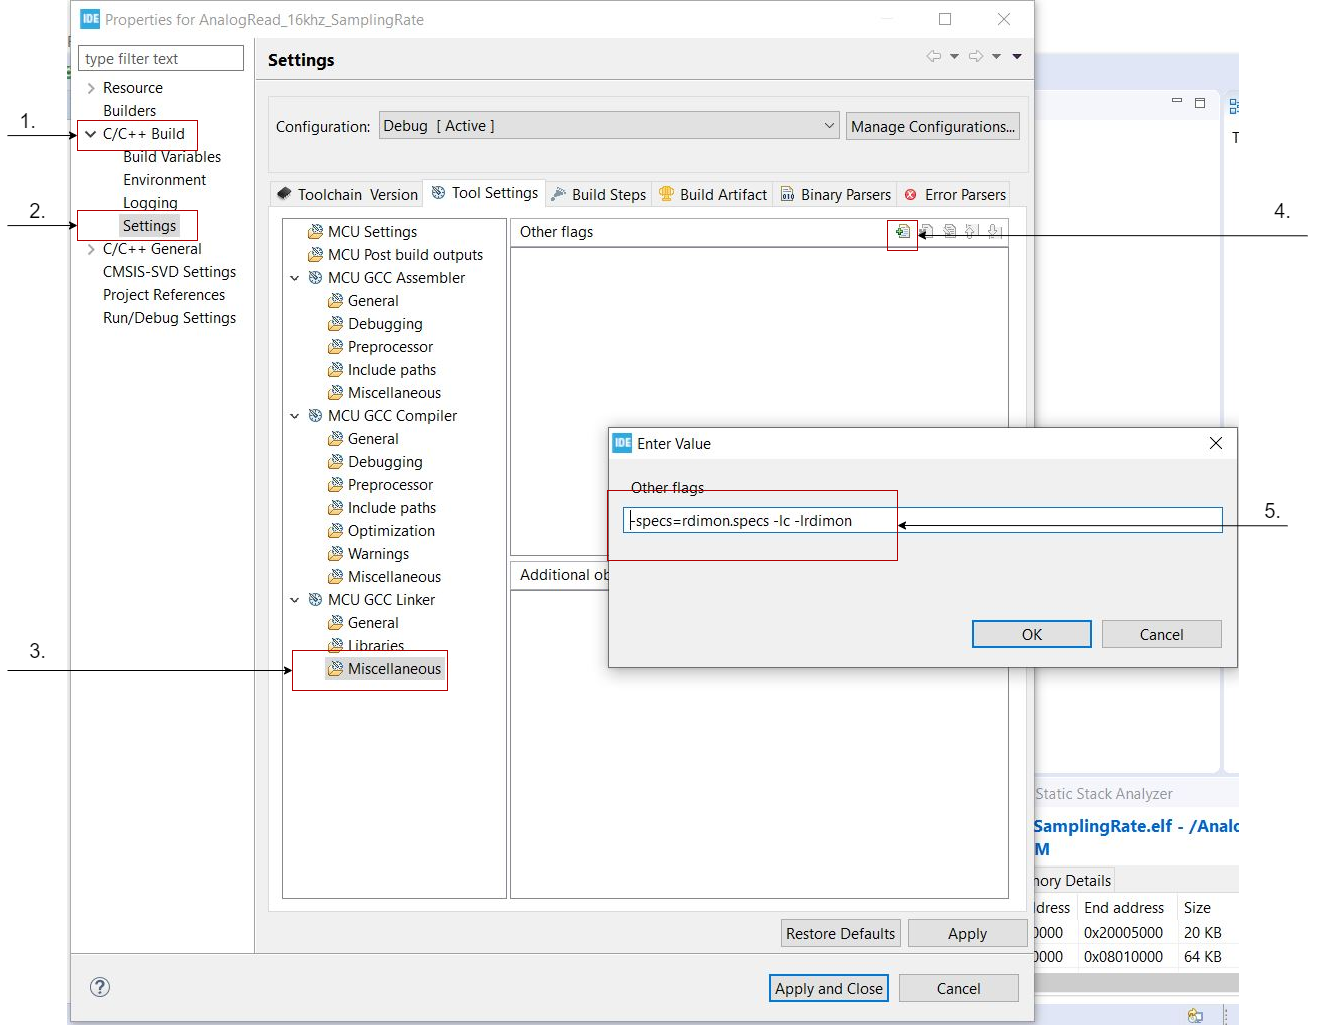 IDE Properties for AnalogRead_16khz_SamplingRate
type filter text
Resource
Builders
1.
C/C++ Build
Build Variables
Environment
Logging
2.
Settings
C/C++ General
CMSIS-SVD Settings
Project References
Run/Debug Settings
Settings
Configuration:
Debug [ Active ]
Manage Configurations...
Toolchain Version
Tool Settings
Build Steps
Build Artifact
Binary Parsers
Error Parsers
MCU Settings
MCU Post build outputs
MCU GCC Assembler
General
Debugging
Preprocessor
Include paths
Miscellaneous
MCU GCC Compiler
General
Debugging
Preprocessor
Include paths
Optimization
Warnings
Miscellaneous
MCU GCC Linker
General
Libraries
3.
Miscellaneous
Other flags
4.
Additional ob
IDE Enter Value
Other flags
-specs=rdimon.specs -lc -lrdimon
5.
OK
Cancel
Restore Defaults
Apply
Apply and Close
Cancel
T
Static Stack Analyzer
SamplingRate.elf - /Analo
M
nory Details
dress End address Size
0000 0x20005000 20 KB
0000 0x08010000 64 KB